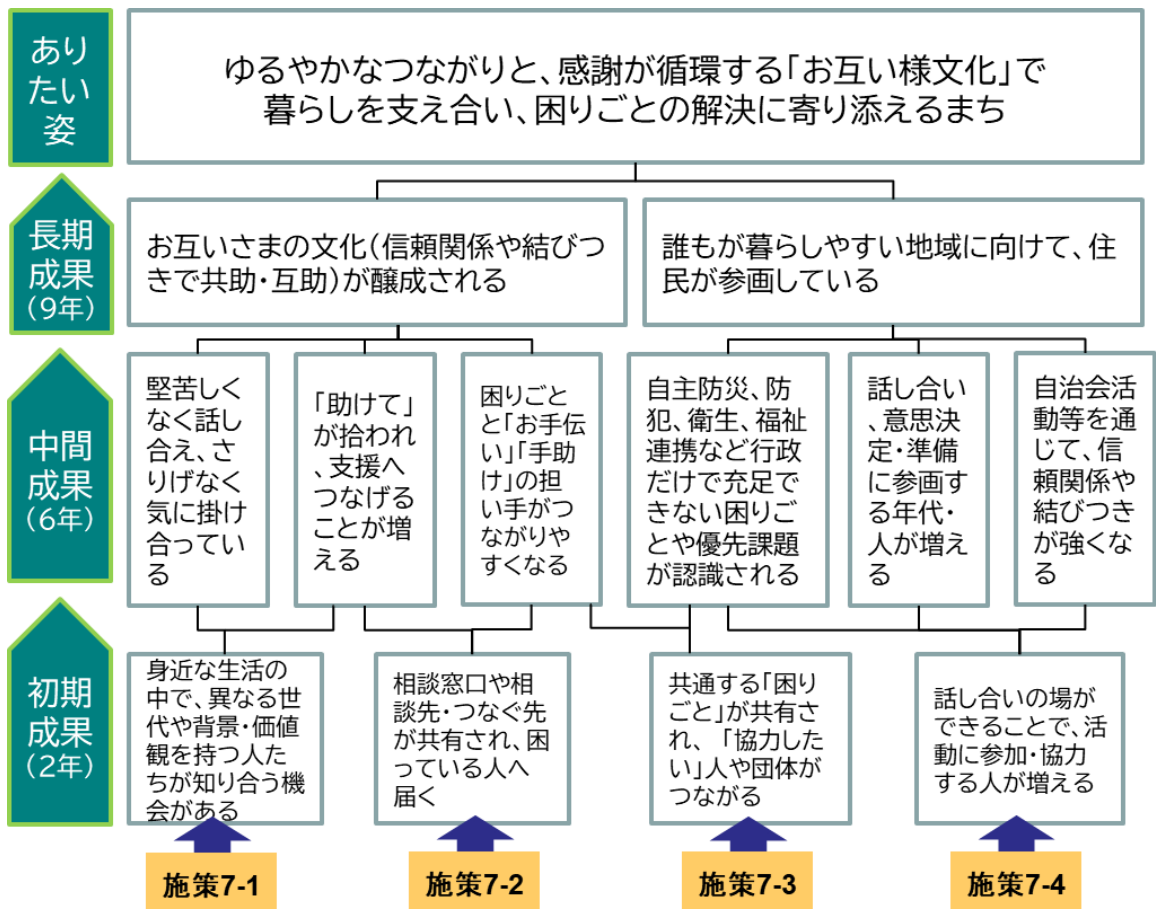 あり
たい
姿
ゆるやかなつながりと、感謝が循環する「お互い様文化」で
暮らしを支え合い、困りごとの解決に寄り添えるまち
長期
成果
(9年)
お互いさまの文化(信頼関係や結びつ
きで共助・互助)が醸成される
誰もが暮らしやすい地域に向けて、住
民が参画している
中間
成果
(6年)
堅苦しく
なく話し
合え、さ
りげなく
気に掛け
合ってい
る
「助けて」
が拾われ
、支援へ
つなげる
ことが増
える
困りごと
と「お手伝
い」「手助
け」の担
い手がつ
ながりや
すくなる
自主防災、防
犯、衛生、福祉
連携など行政
だけで充足で
きない困りご
とや優先課題
が認識される
話し合い
、意思決
定・準備
に参画す
る年代・
人が増え
る
自治会活
動等を通
じて、信
頼関係や
結びつき
が強くな
る
初期
成果
(2年)
身近な生活の
中で、異なる世
代や背景・価値
観を持つ人た
ちが知り合う機
会がある
相談窓口や相
談先・つなぐ先
が共有され、困
っている人へ
届く
共通する「困り
ごと」が共有さ
れ、「協力した
い」人や団体が
つながる
話し合いの場が
できることで、活
動に参加・協力
する人が増える
施策7-1
施策7-2
施策7-3
施策7-4